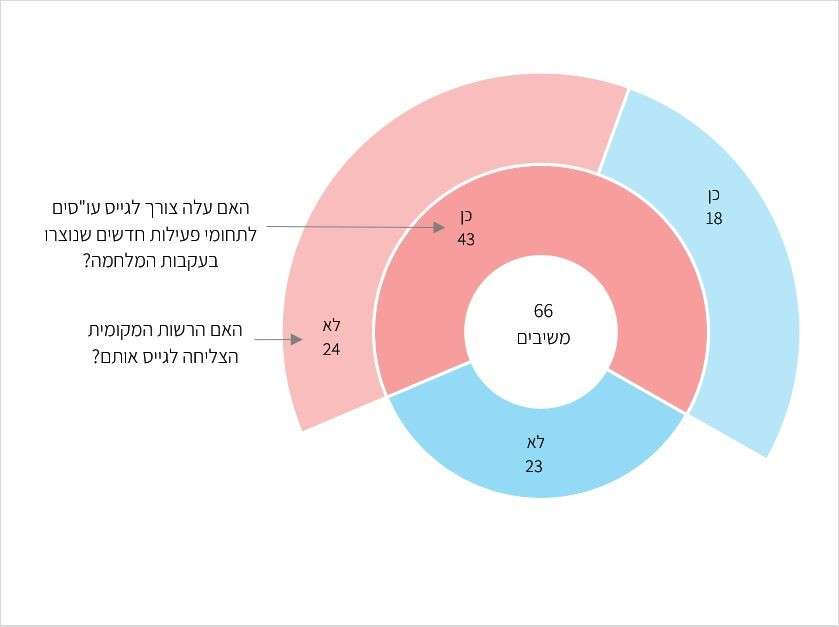 האם עלה צורך לגייס עו"סים
לתחומי פעילות חדשים שנוצרו
בעקבות המלחמה?
האם הרשות המקומית
הצליחה לגייס אותם?
כן
18
כן
43
לא
24
66
משיבים
לא
23